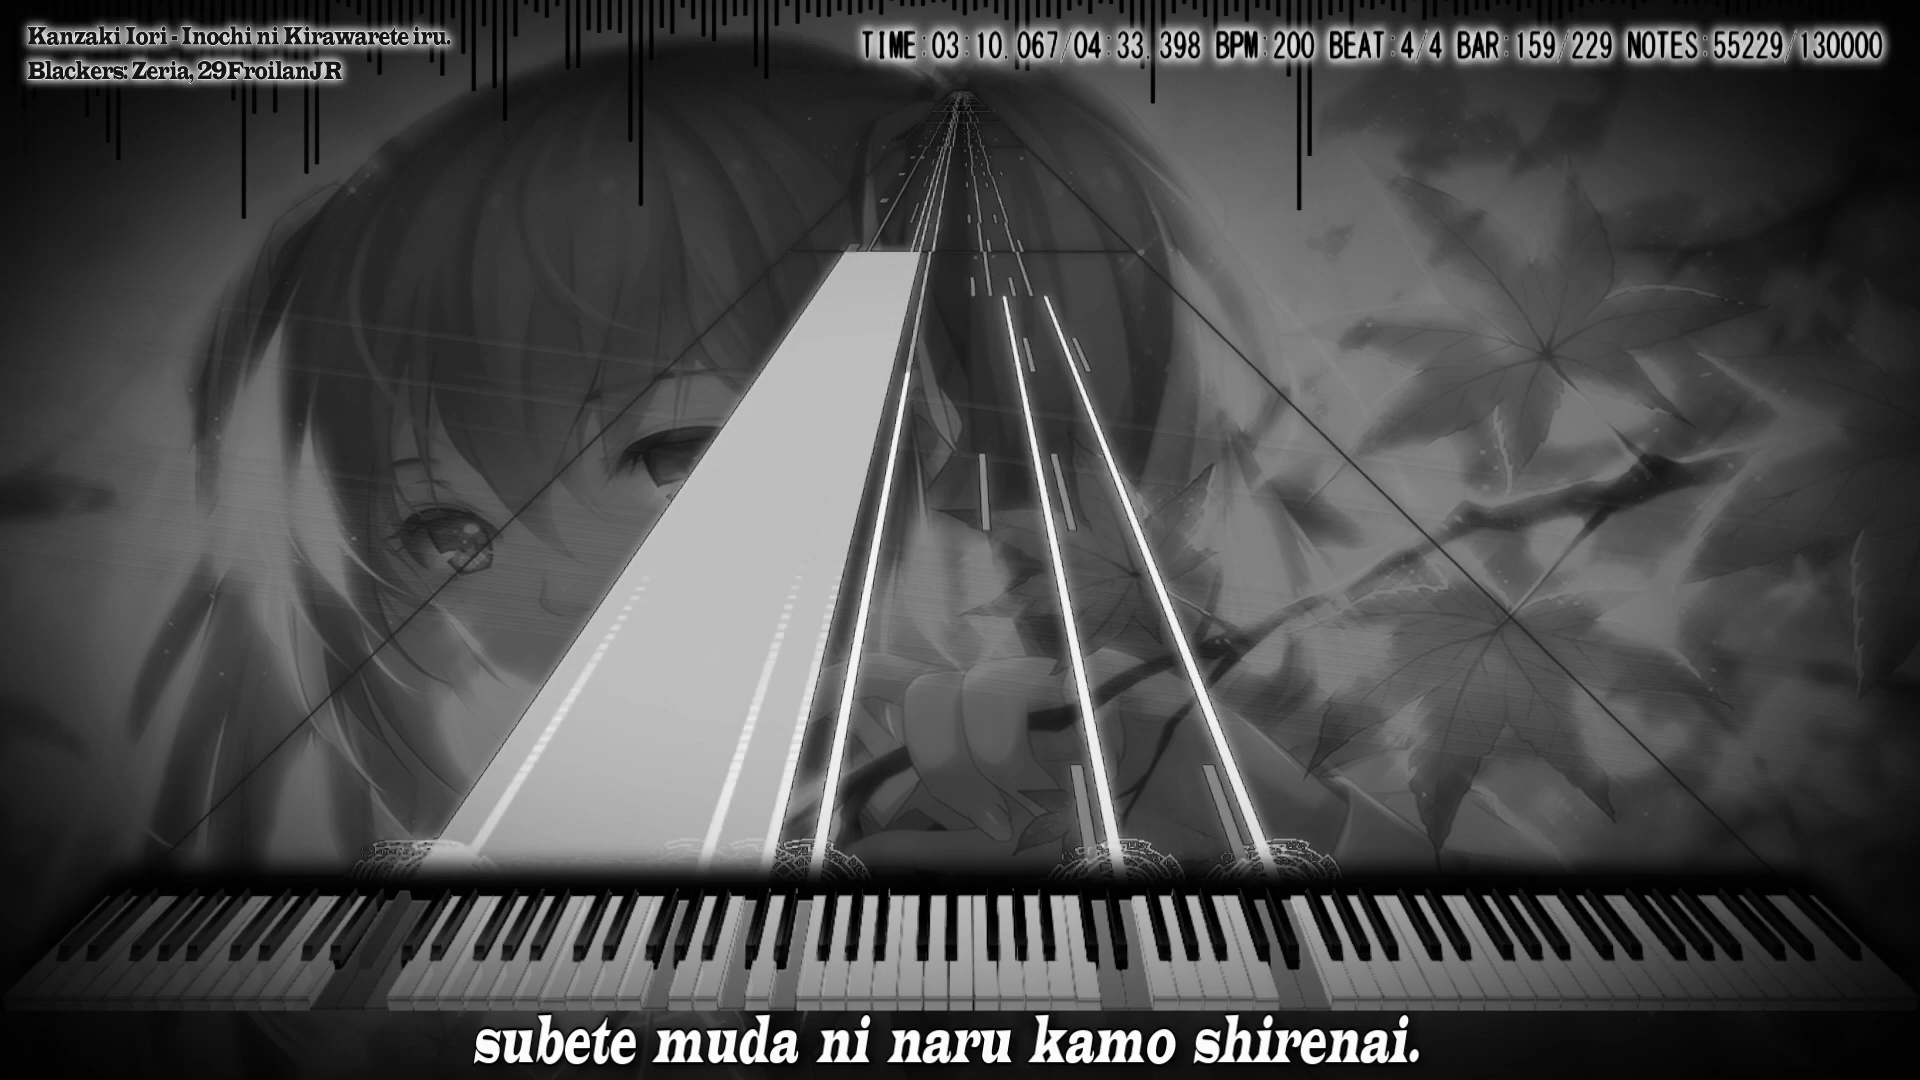 Kanzaki Iori - Inochi ni Kirawarete iru.
Blackers: Zeria, 29FroilanJR
TIME:03:10.067/04:33.398 BPM:200 BEAT:4/4 BAR:159/229 NOTES:55229/130000
subete muda ni naru kamo shirenai.